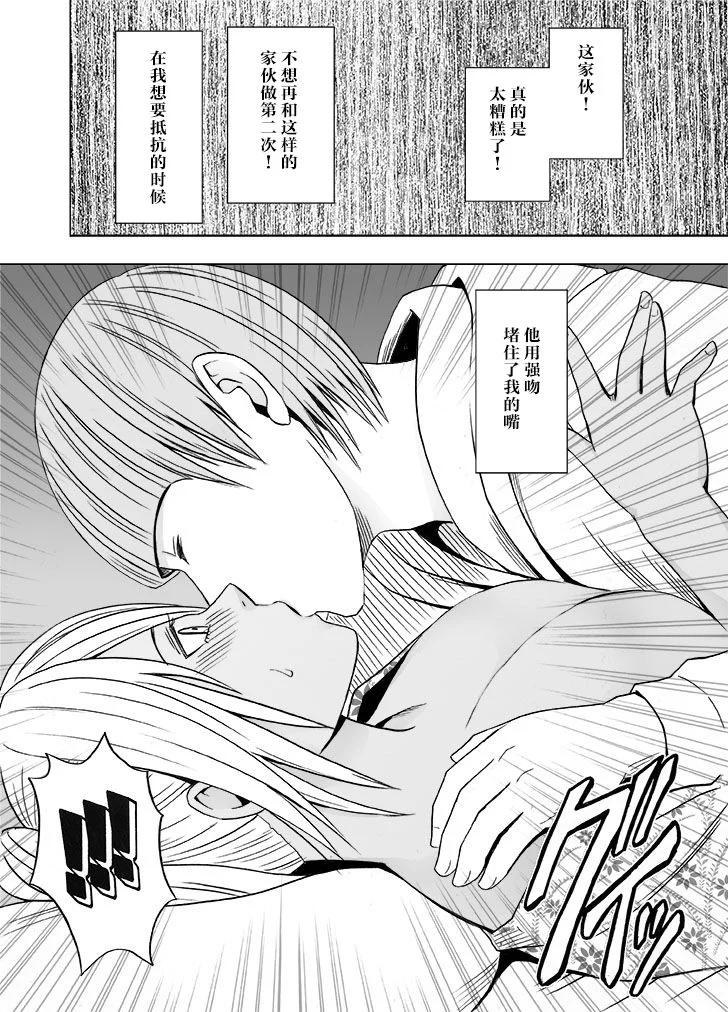 这家伙！
真的是
太糟糕了！
不想再和这样的
家伙做第二次！
在我想要抵抗的时候
他用强吻
堵住了我的嘴
!!!!!!
グイッ